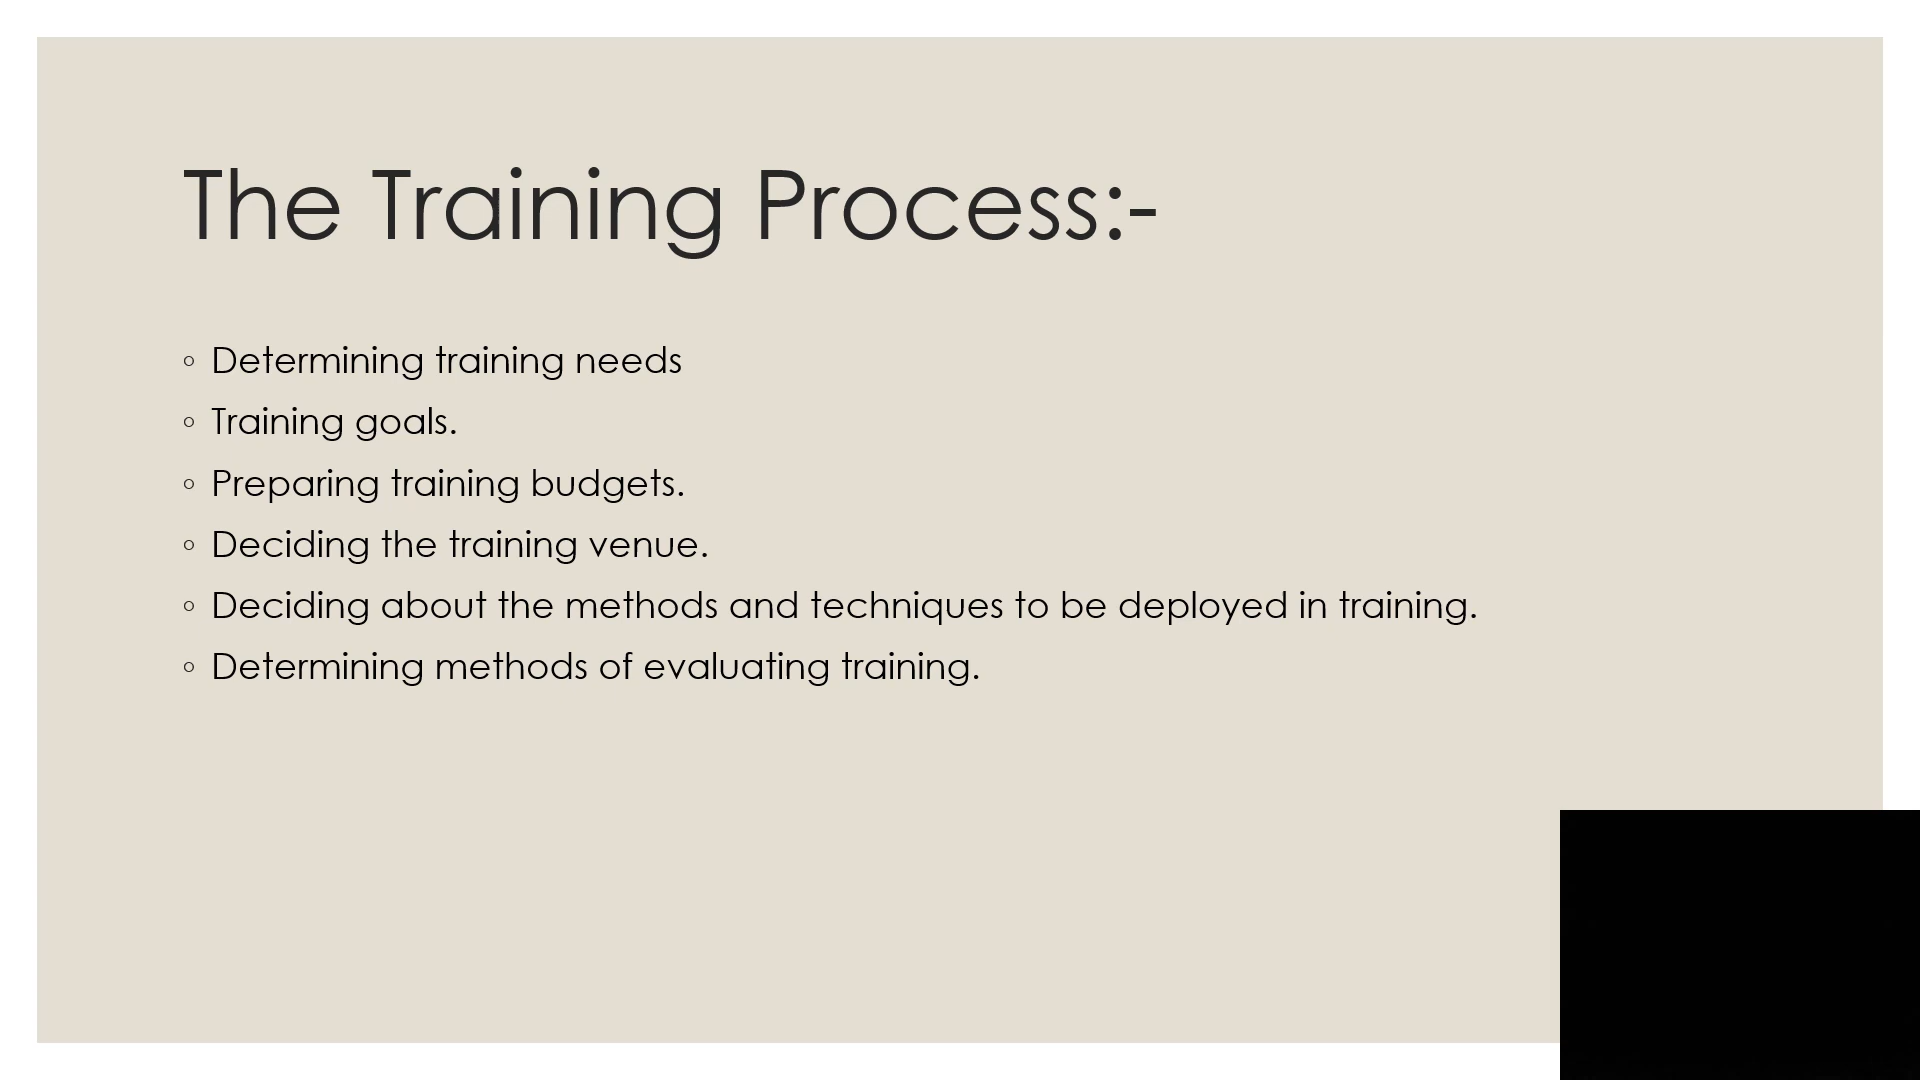 The Training Process:-
◦ Determining training needs
◦ Training goals.
◦ Preparing training budgets.
◦ Deciding the training venue.
◦ Deciding about the methods and techniques to be deployed in training.
◦ Determining methods of evaluating training.